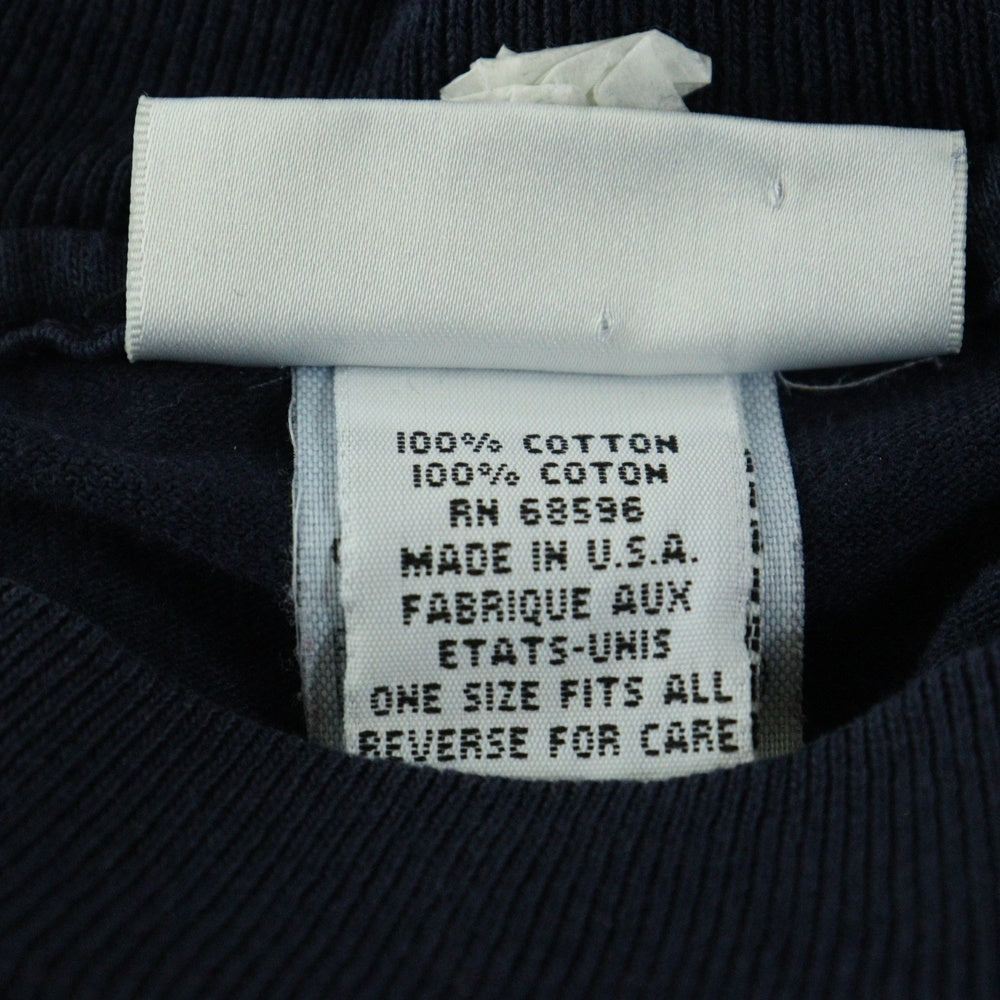 100% COTTON
100% COTON
RN 68596
MADE IN U.S.A.
FABRIQUE AUX
ETATS-UNIS
ONE SIZE FITS ALL
REVERSE FOR CARE